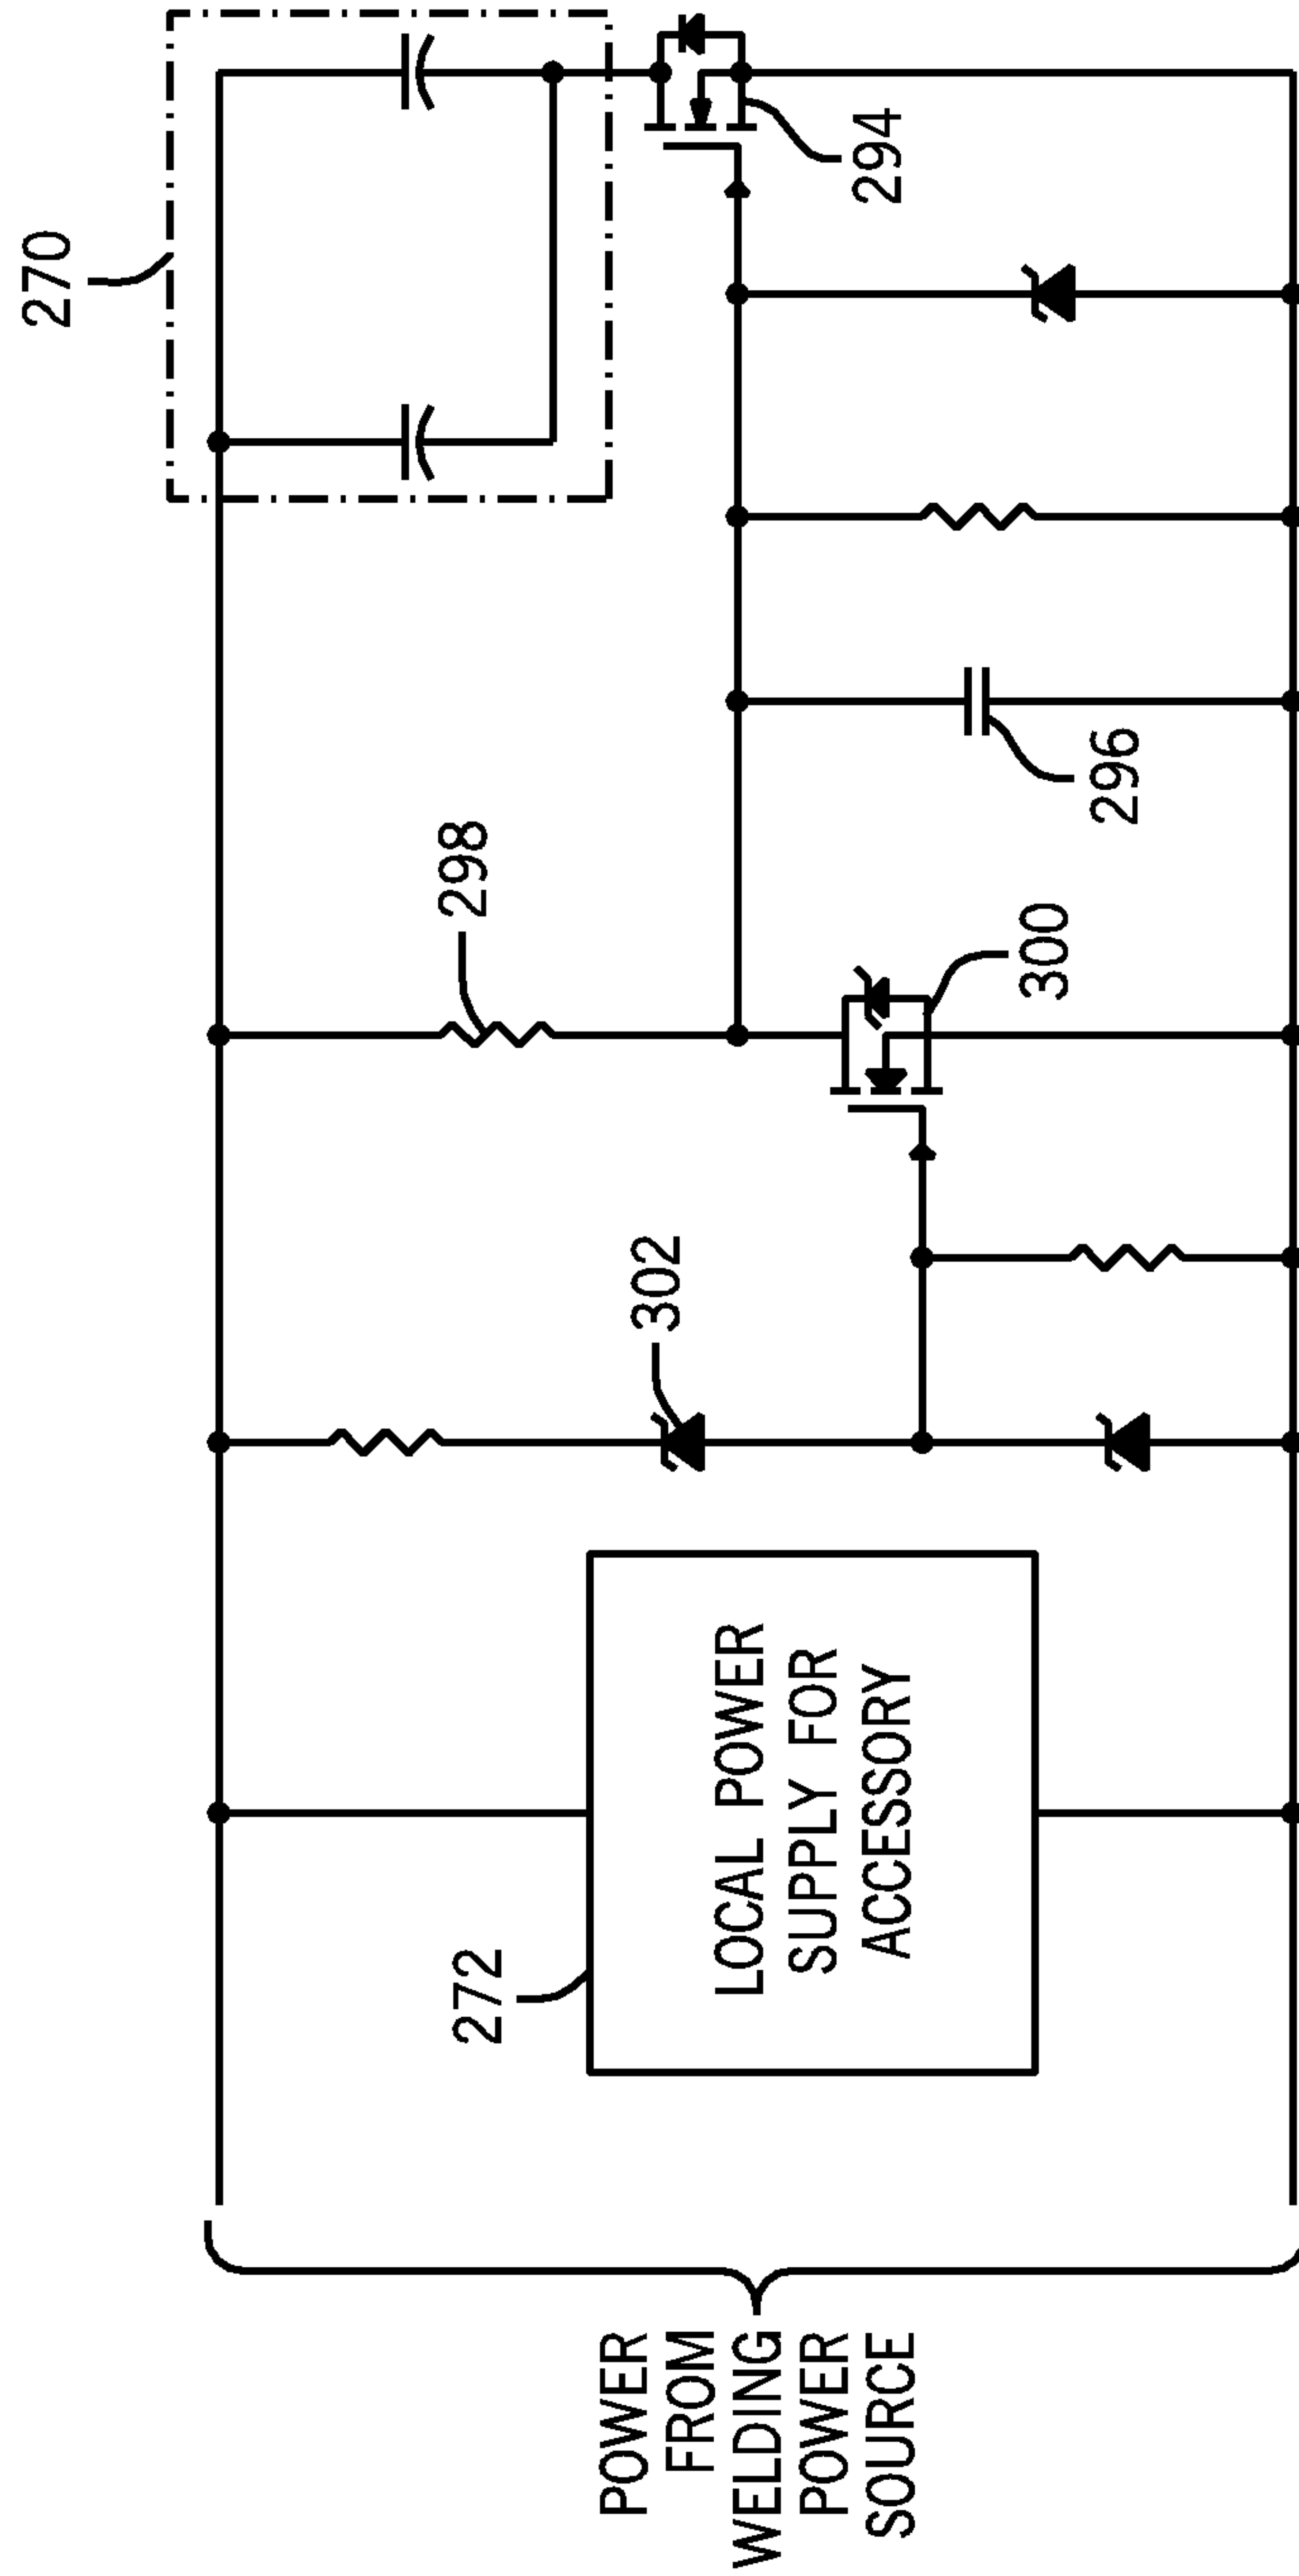 POWER
FROM
WELDING
POWER
SOURCE
272
LOCAL POWER
SUPPLY FOR
ACCESSORY
302
298
300
296
270
294